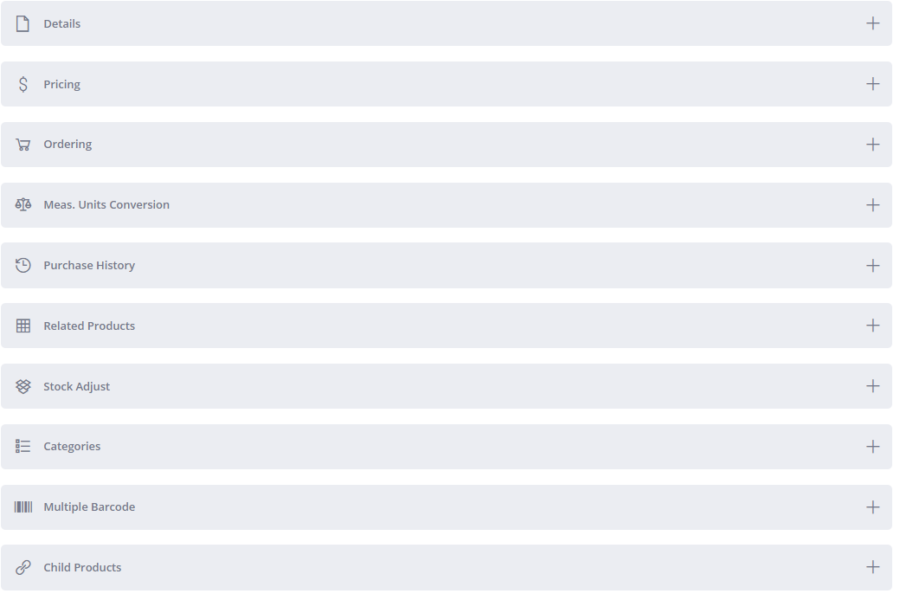 Details
Pricing
Ordering
Meas. Units Conversion
Purchase History
Related Products
Stock Adjust
Categories
Multiple Barcode
Child Products